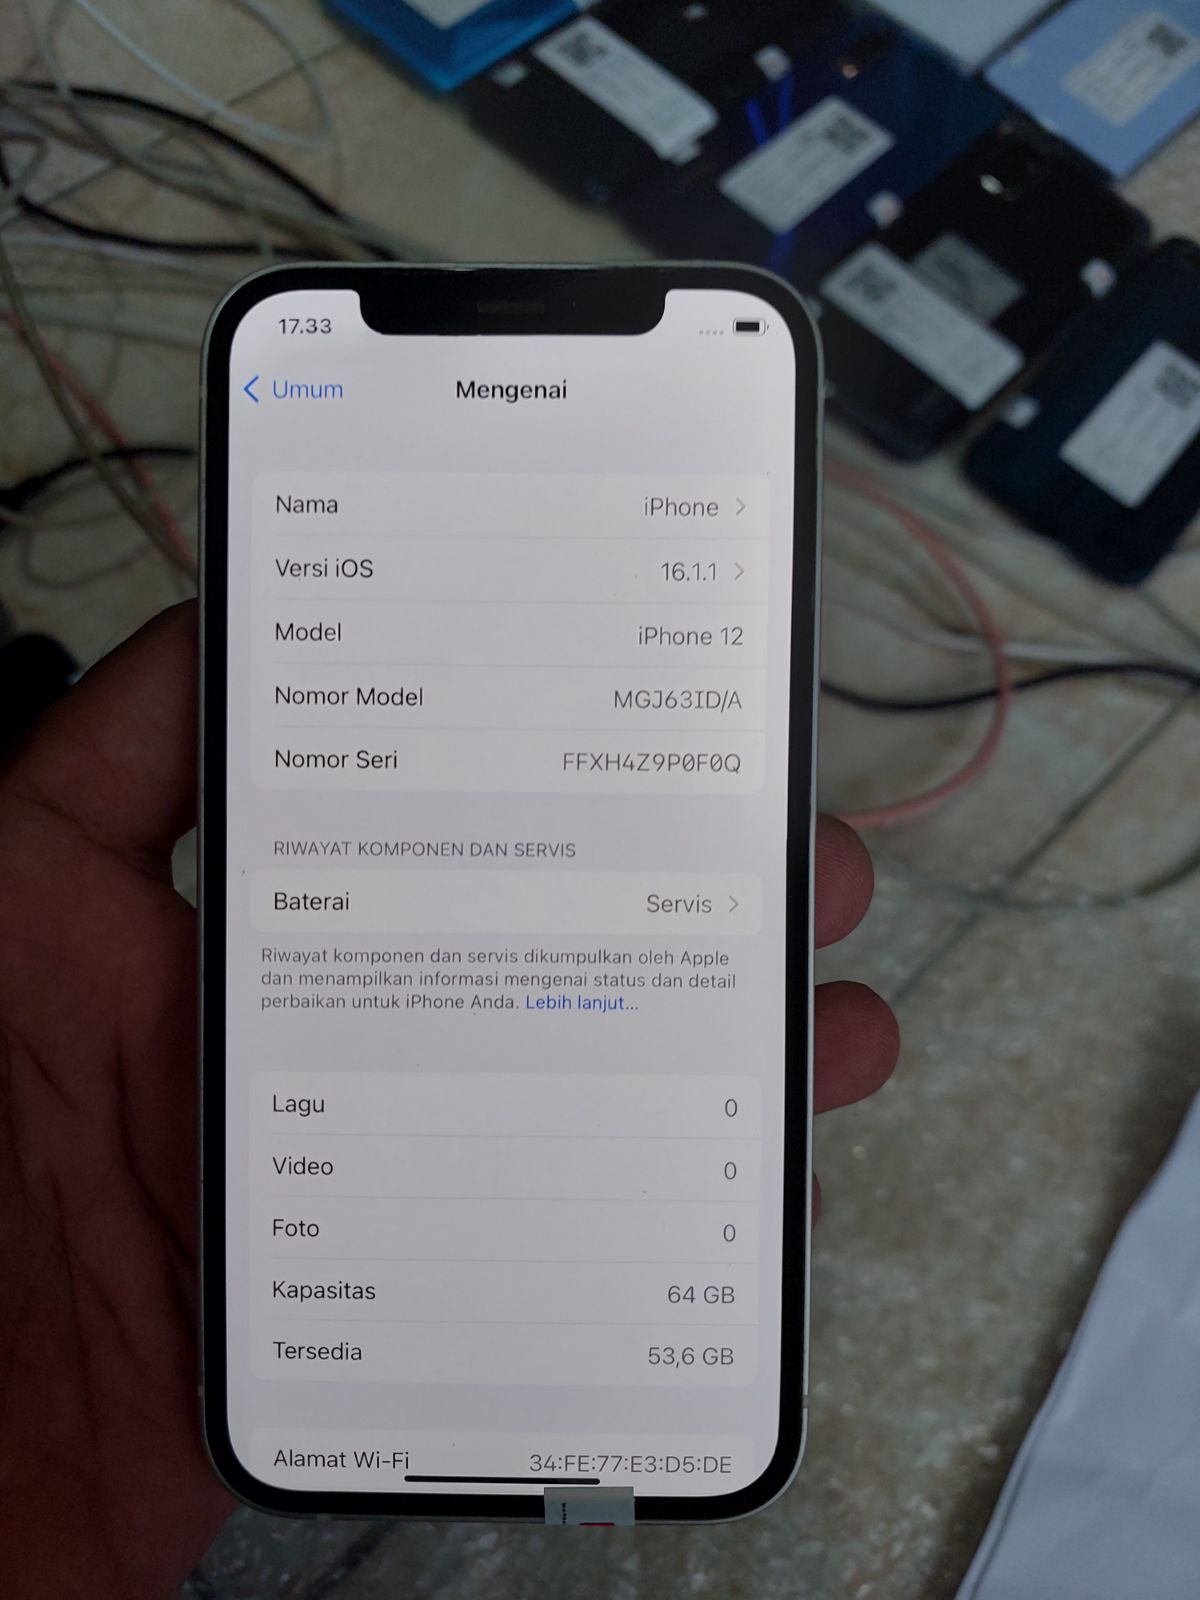 17.33
Umum
Mengenai
Nama
iPhone
Versi iOS
16.1.1
Model
iPhone 12
Nomor Model
MGJ63ID/A
Nomor Seri
FFXH4Z9P0F0Q
RIWAYAT KOMPONEN DAN SERVIS
Baterai
Servis
Riwayat komponen dan servis dikumpulkan oleh Apple
dan menampilkan informasi mengenai status dan detail
perbaikan untuk iPhone Anda. Lebih lanjut...
Lagu
0
Video
0
Foto
0
Kapasitas
64 GB
Tersedia
53,6 GB
Alamat Wi-Fi
34:FE:77:E3:D5:DE